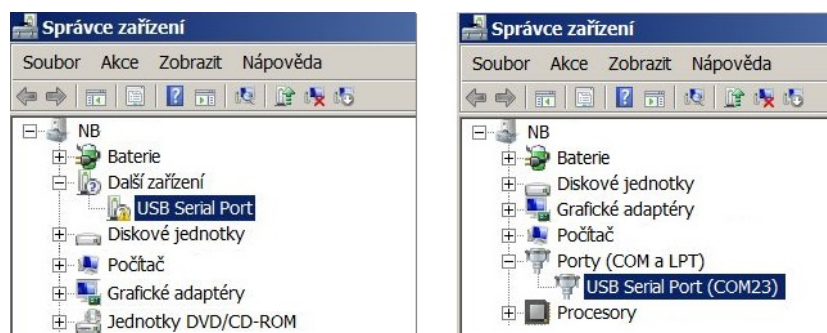 Správce zařízení
Soubor Akce Zobrazit Nápověda
NB
Baterie
Další zařízení
USB Serial Port
Diskové jednotky
Počítač
Grafické adaptéry
Jednotky DVD/CD-ROM
Správce zařízení
Soubor Akce Zobrazit Nápověda
NB
Baterie
Diskové jednotky
Grafické adaptéry
Počítač
Porty (COM a LPT)
USB Serial Port (COM23)
Procesory